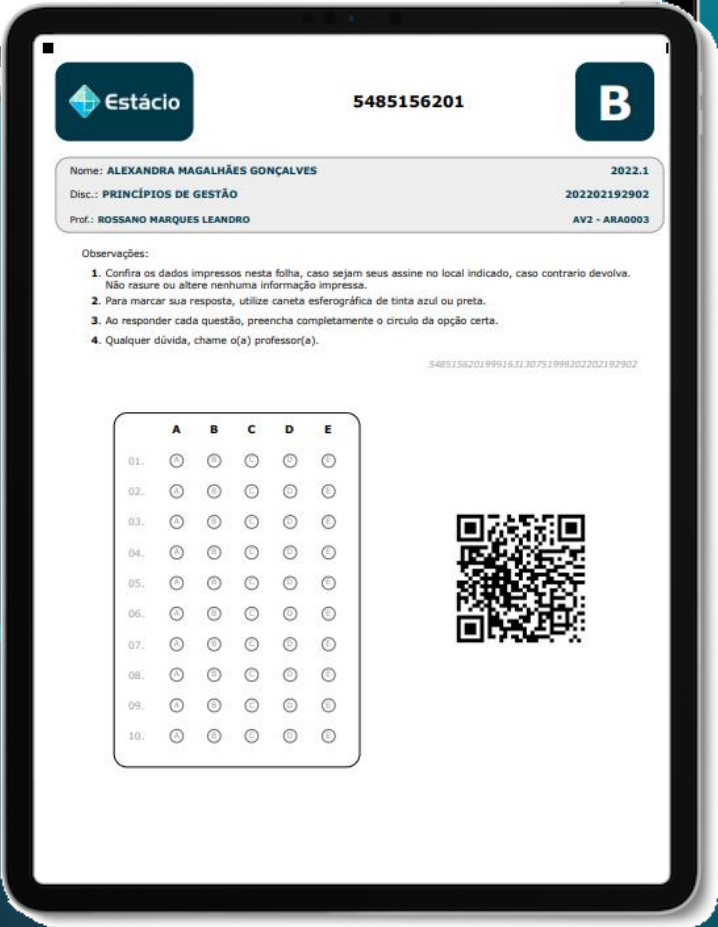 Estácio
5485156201
B
Nome: ALEXANDRA MAGALHÃES GONÇALVES 2022.1
Disc.: PRINCÍPIOS DE GESTÃO 202202192902
Prof.: ROSSANO MARQUES LEANDRO AV2 - ARA0003
Observações:
1. Confira os dados impressos nesta folha, caso sejam seus assine no local indicado, caso contrario devolva.
Não rasure ou altere nenhuma informação impressa.
2. Para marcar sua resposta, utilize caneta esferográfica de tinta azul ou preta.
3. Ao responder cada questão, preencha completamente o circulo da opção certa.
4. Qualquer dúvida, chame o(a) professor(a).
5485156201999163130751999202202192902
A B C D E
01. A B C D E
02. A B C D E
03. A B C D E
04. A B C D E
05. A B C D E
06. A B C D E
07. A B C D E
08. A B C D E
09. A B C D E
10. A B C D E